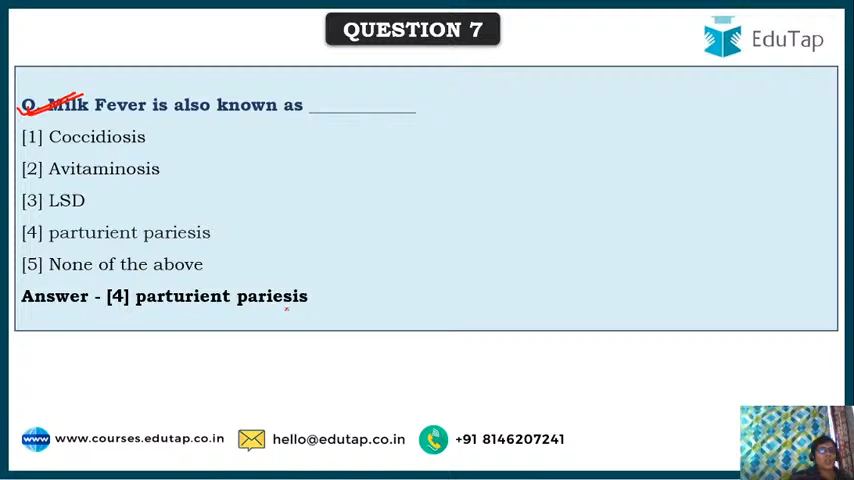 QUESTION 7
EduTap
Q. Milk Fever is also known as ____________
[1] Coccidiosis
[2] Avitaminosis
[3] LSD
[4] parturient pariesis
[5] None of the above
Answer - [4] parturient pariesis
www www.courses.edutap.co.in hello@edutap.co.in +91 8146207241